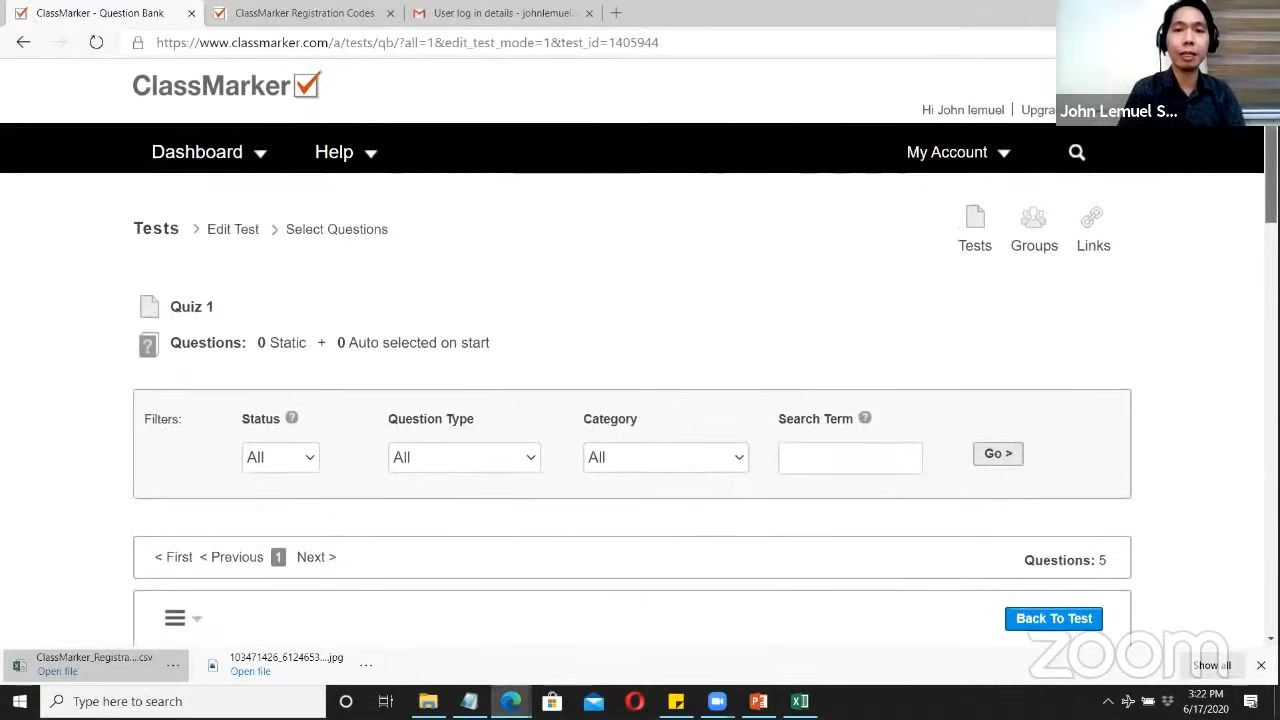 ClassMarker - Question Bank
ClassMarker Registration Codes
User log in details - johnlemuel
https://www.classmarker.com/a/tests/qb/?all=1&edit_test_mode=1&test_id=1405944
ClassMarker
Hi John lemuel | Upgra
John Lemuel S...
Dashboard
Help
My Account
Tests > Edit Test > Select Questions
Tests
Groups
Links
Quiz 1
Questions: 0 Static + 0 Auto selected on start
Filters:
Status
Question Type
Category
Search Term
All
All
All
Go >
< First < Previous 1 Next >
Questions: 5
Back To Test
zoom
ClassMarker_Registra....csv
Open file
103471426_6124653....jpg
Open file
Show all
Type here to search
3:22 PM
6/17/2020